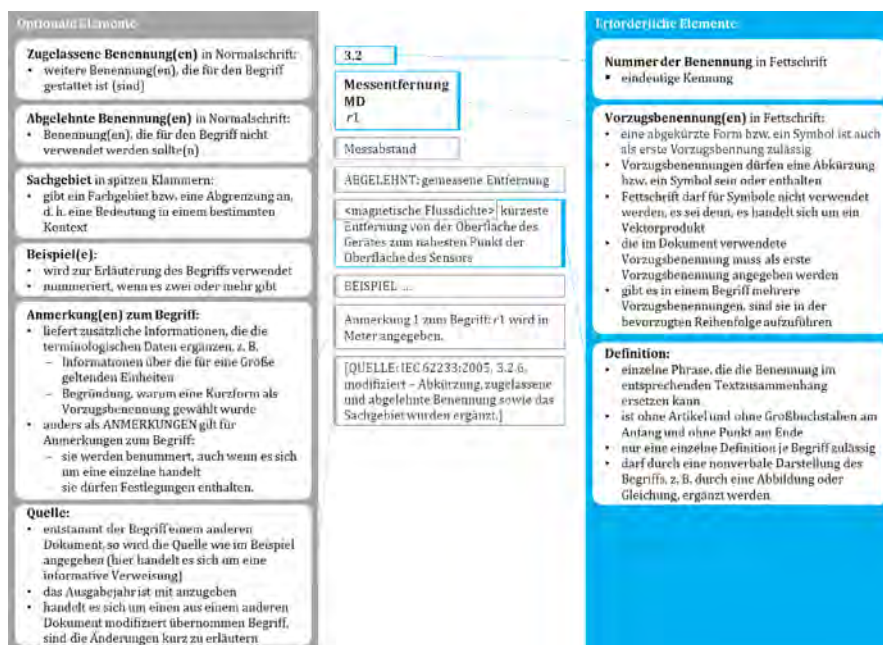 Optionale Elemente
Zugelassene Benennung(en) in Normalschrift:
• weitere Benennung(en), die für den Begriff
gestattet ist (sind)
Abgelehnte Benennung(en) in Normalschrift:
• Benennung(en), die für den Begriff nicht
verwendet werden sollte(n)
Sachgebiet in spitzen Klammern:
• gibt ein Fachgebiet bzw. eine Abgrenzung an,
d. h. eine Bedeutung in einem bestimmten
Kontext
Beispiel(e):
• wird zur Erläuterung des Begriffs verwendet
• nummeriert, wenn es zwei oder mehr gibt
Anmerkung(en) zum Begriff:
• liefert zusätzliche Informationen, die die
terminologischen Daten ergänzen, z. B.
– Informationen über die für eine Größe
geltenden Einheiten
– Begründung, warum eine Kurzform als
Vorzugsbenennung gewählt wurde
• anders als ANMERKUNGEN gilt für
Anmerkungen zum Begriff:
– sie werden benummert, auch wenn es sich
um eine einzelne handelt
sie dürfen Festlegungen enthalten.
Quelle:
• entstammt der Begriff einem anderen
Dokument, so wird die Quelle wie im Beispiel
angegeben (hier handelt es sich um eine
informative Verweisung)
• das Ausgabejahr ist mit anzugeben
• handelt es sich um einen aus einem anderen
Dokument modifiziert übernommen Begriff,
sind die Änderungen kurz zu erläutern
3.2
Messentfernung
MD
r1
Messabstand
ABGELEHNT: gemessene Entfernung
<magnetische Flussdichte> kürzeste
Entfernung von der Oberfläche des
Gerätes zum nahesten Punkt der
Oberfläche des Sensors
BEISPIEL ...
Anmerkung 1 zum Begriff: r1 wird in
Meter angegeben.
[QUELLE: IEC 62233:2005, 3.2.6,
modifiziert – Abkürzung, zugelassene
und abgelehnte Benennung sowie das
Sachgebiet wurden ergänzt.]
Erforderliche Elemente
Nummer der Benennung in Fettschrift
▪ eindeutige Kennung
Vorzugsbenennung(en) in Fettschrift:
• eine abgekürzte Form bzw. ein Symbol ist auch
als erste Vorzugsbennung zulässig
• Vorzugsbenennungen dürfen eine Abkürzung
bzw. ein Symbol sein oder enthalten
• Fettschrift darf für Symbole nicht verwendet
werden, es sei denn, es handelt sich um ein
Vektorprodukt
• die im Dokument verwendete
Vorzugsbenennung muss als erste
Vorzugsbenennung angegeben werden
• gibt es in einem Begriff mehrere
Vorzugsbenennungen, sind sie in der
bevorzugten Reihenfolge aufzuführen
Definition:
• einzelne Phrase, die die Benennung im
entsprechenden Textzusammenhang
ersetzen kann
• ist ohne Artikel und ohne Großbuchstaben am
Anfang und ohne Punkt am Ende
• nur eine einzelne Definition je Begriff zulässig
• darf durch eine nonverbale Darstellung des
Begriffs, z. B. durch eine Abbildung oder
Gleichung, ergänzt werden